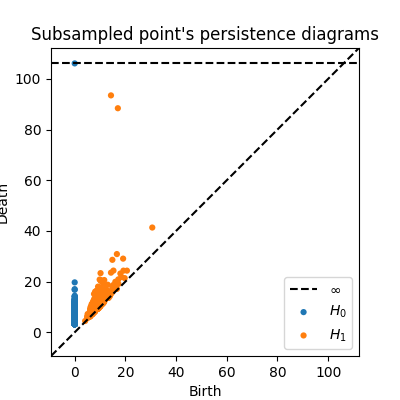 Subsampled point's persistence diagrams
100
80
60
40
20
0
Death
0 20 40 60 80 100
Birth
∞
H₀
H₁